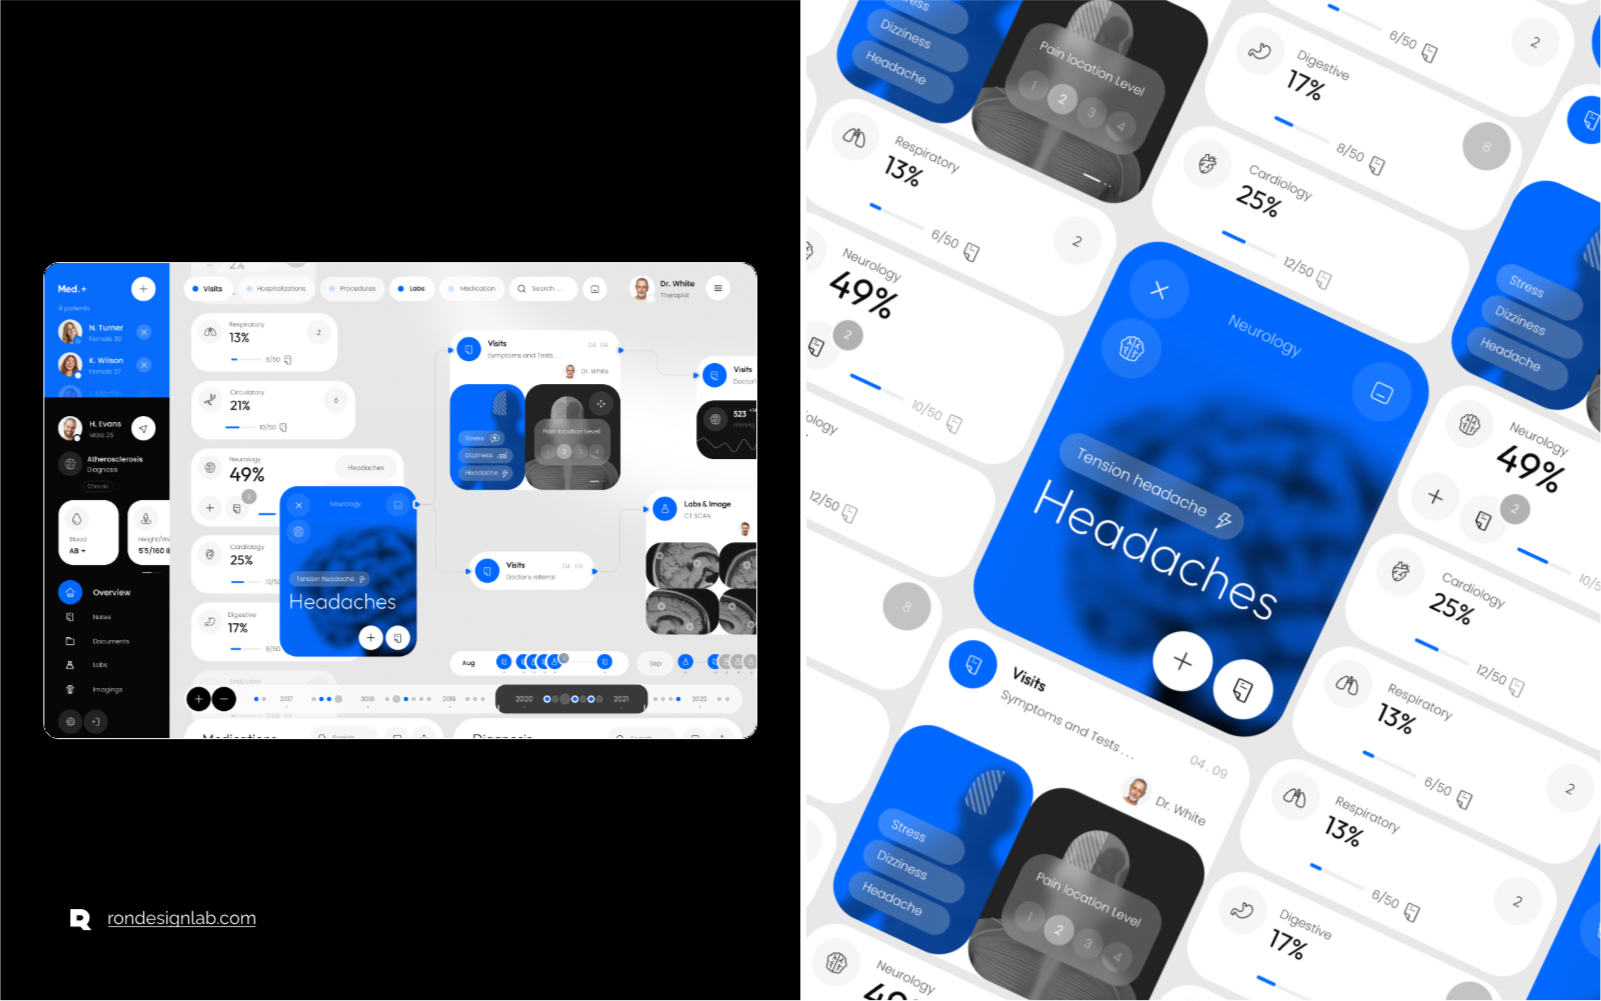 Med.+
9 patients
N. Turner
Female 39
K. Wilson
Female 27
H. Evans
Male 25
Atherosclerosis
Diagnosis
Chronic
Blood
AB +
Height/W
5'5/160 lb
Overview
Notes
Documents
Labs
Imagings
2%
Visits
Hospitalizations
Procedures
Labs
Medication
Search ...
Dr. White
Therapist
Respiratory
13%
2
6/50
Circulatory
21%
6
10/50
Neurology
49%
Headaches
2
Cardiology
25%
12/50
Digestive
17%
8/50
Endocrine
Neurology
Tension headache
Headaches
Visits
04 . 09
Symptoms and Tests ...
Dr. White
Stress
Dizziness
Headache
Pain location Level
1 2 3 4
Visits
Doctor's
523
Visits
04 . 09
Doctor's referral
Labs & Image
CT SCAN
Aug
Sep
2017
2018
2019
2020
2021
2022
Medications
Search
Diagnosis
rondesignlab.com
Stress
Dizziness
Headache
Pain location Level
1 2 3 4
6/50
2
Digestive
17%
8/50
8
Respiratory
13%
6/50
2
Cardiology
25%
12/50
Neurology
49%
2
10/50
Neurology
Tension headache
Headaches
Stress
Dizziness
Headache
Neurology
49%
2
10/5
ology
12/50
8
Cardiology
25%
12/50
Visits
Symptoms and Tests ...
04 . 09
Dr. White
Respiratory
13%
6/50
2
Stress
Dizziness
Headache
Pain location Level
1 2 3 4
Respiratory
13%
6/50
2
Digestive
17%
Neurology
49%